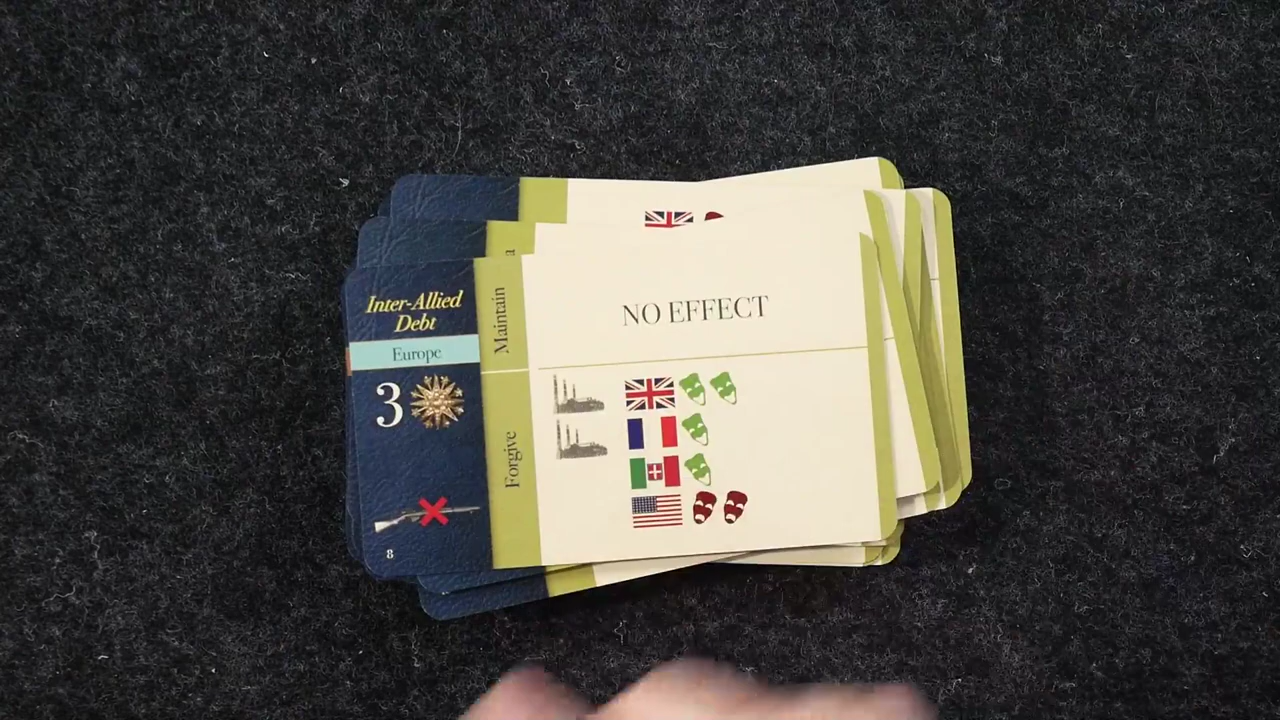 Inter-Allied
Debt
Europe
3
8
Maintain
Forgive
NO EFFECT
a